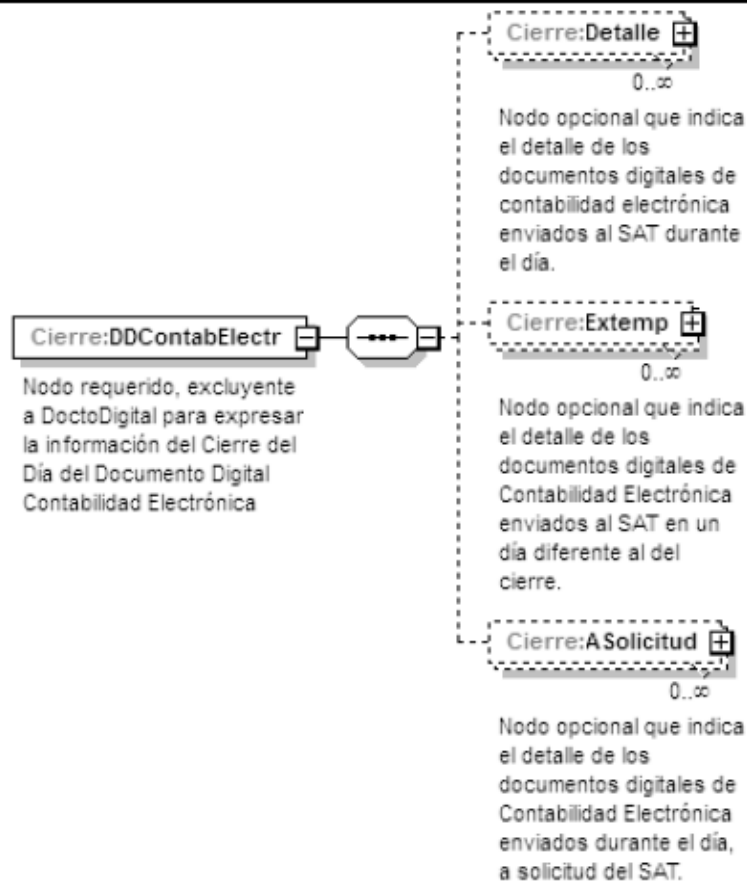 Cierre:Detalle
0..∞
Nodo opcional que indica
el detalle de los
documentos digitales de
contabilidad electrónica
enviados al SAT durante
el día.
Cierre:DDContabElectr
Nodo requerido, excluyente
a DoctoDigital para expresar
la información del Cierre del
Día del Documento Digital
Contabilidad Electrónica
Cierre:Extemp
0..∞
Nodo opcional que indica
el detalle de los
documentos digitales de
Contabilidad Electrónica
enviados al SAT en un
día diferente al del
cierre.
Cierre:ASolicitud
0..∞
Nodo opcional que indica
el detalle de los
documentos digitales de
Contabilidad Electrónica
enviados durante el día,
a solicitud del SAT.